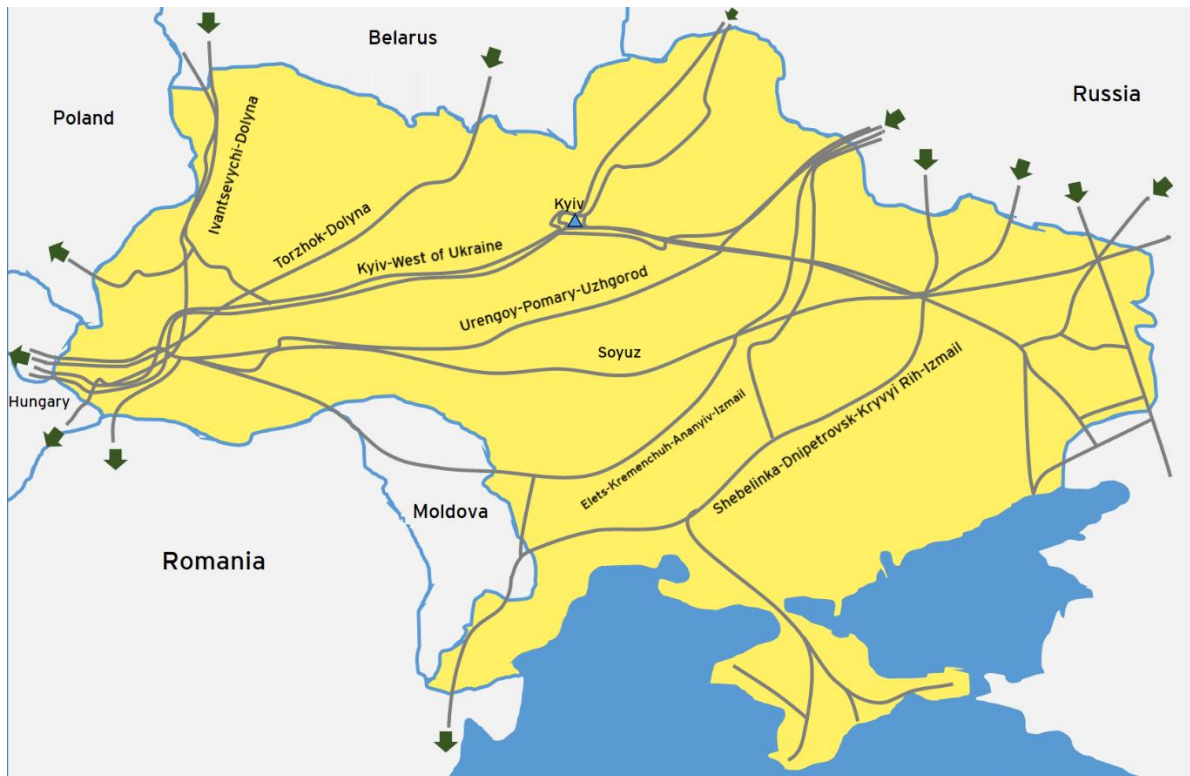 Belarus
Russia
Poland
Ivantsevychi-Dolyna
Kyiv
Torzhok-Dolyna
Kyiv-West of Ukraine
Urengoy-Pomary-Uzhgorod
Soyuz
Hungary
Elets-Kremenchuh-Ananyiv-Izmail
Shebelinka-Dnipetrovsk-Kryvyi Rih-Izmail
Moldova
Romania